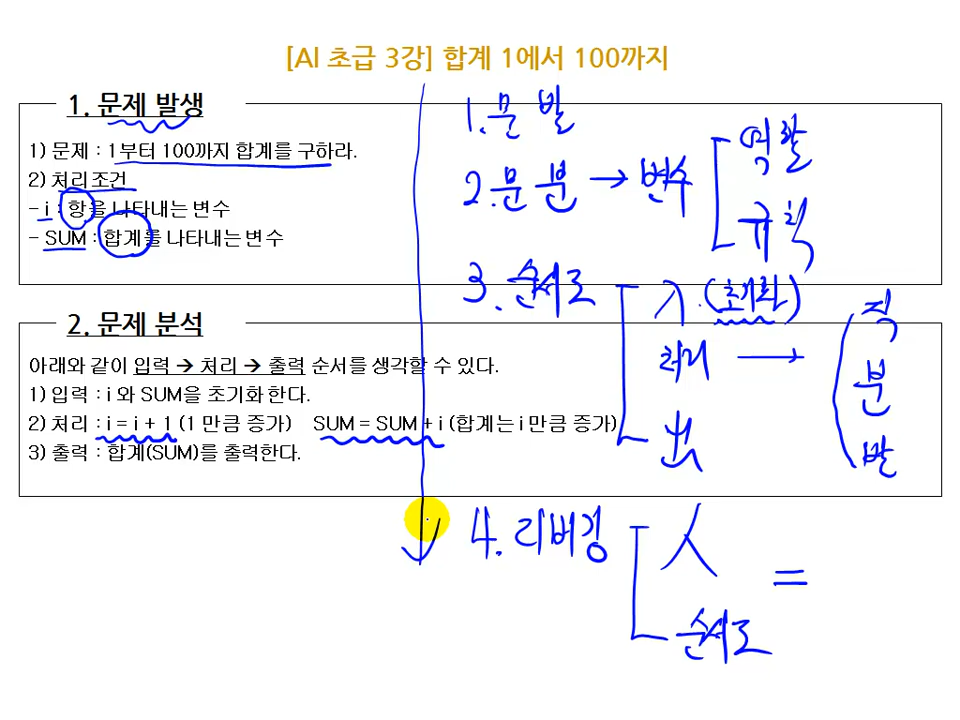 [AI 초급 3강] 합계 1에서 100까지
1. 문제 발생
1) 문제 : 1부터 100까지 합계를 구하라.
2) 처리조건
- i : 항을 나타내는 변수
- SUM : 합계를 나타내는 변수
2. 문제 분석
아래와 같이 입력 → 처리 → 출력 순서를 생각할 수 있다.
1) 입력 : i 와 SUM을 초기화 한다.
2) 처리 : i = i + 1 (1 만큼 증가) SUM = SUM + i (합계는 i 만큼 증가)
3) 출력 : 합계(SUM)를 출력한다.
1. 문 발
2. 문 분 → 변수
역할
규칙
3. 순서도
入.(초기화)
처리 →
出
직
분
반
4. 디버깅
人
=
순서도